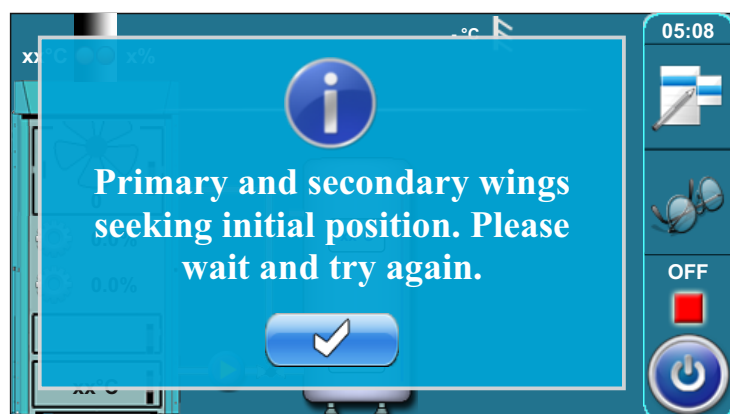 - °C
05:08
xx°C
x%
Primary and secondary wings
seeking initial position. Please
wait and try again.
0
0.0%
0.0%
xx°C
OFF